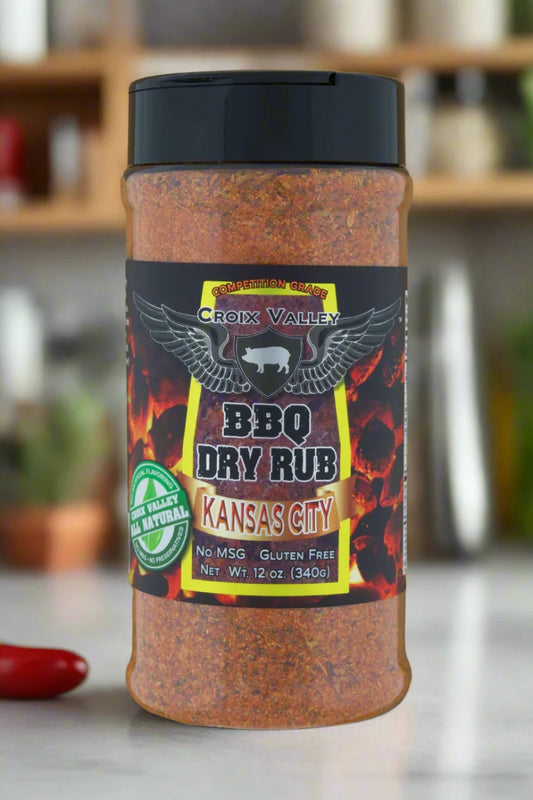 COMPETITION GRADE
CROIX VALLEY
BBQ
DRY RUB
KANSAS CITY
NO MSG GLUTEN FREE
NET. WT. 12 OZ. (340G)
CROIX VALLEY
ALL NATURAL